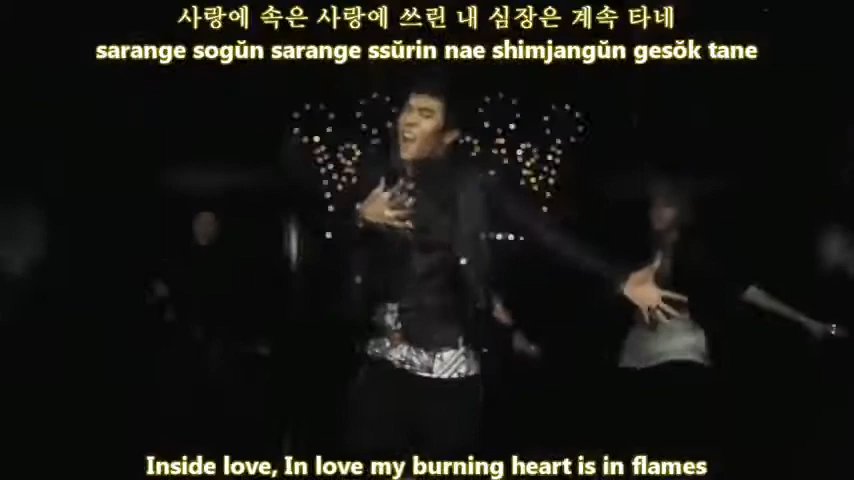 사랑에 속은 사랑에 쓰린 내 심장은 계속 타네
sarange sogŭn sarange ssŭrin nae shimjangŭn gesŏk tane
Inside love, In love my burning heart is in flames